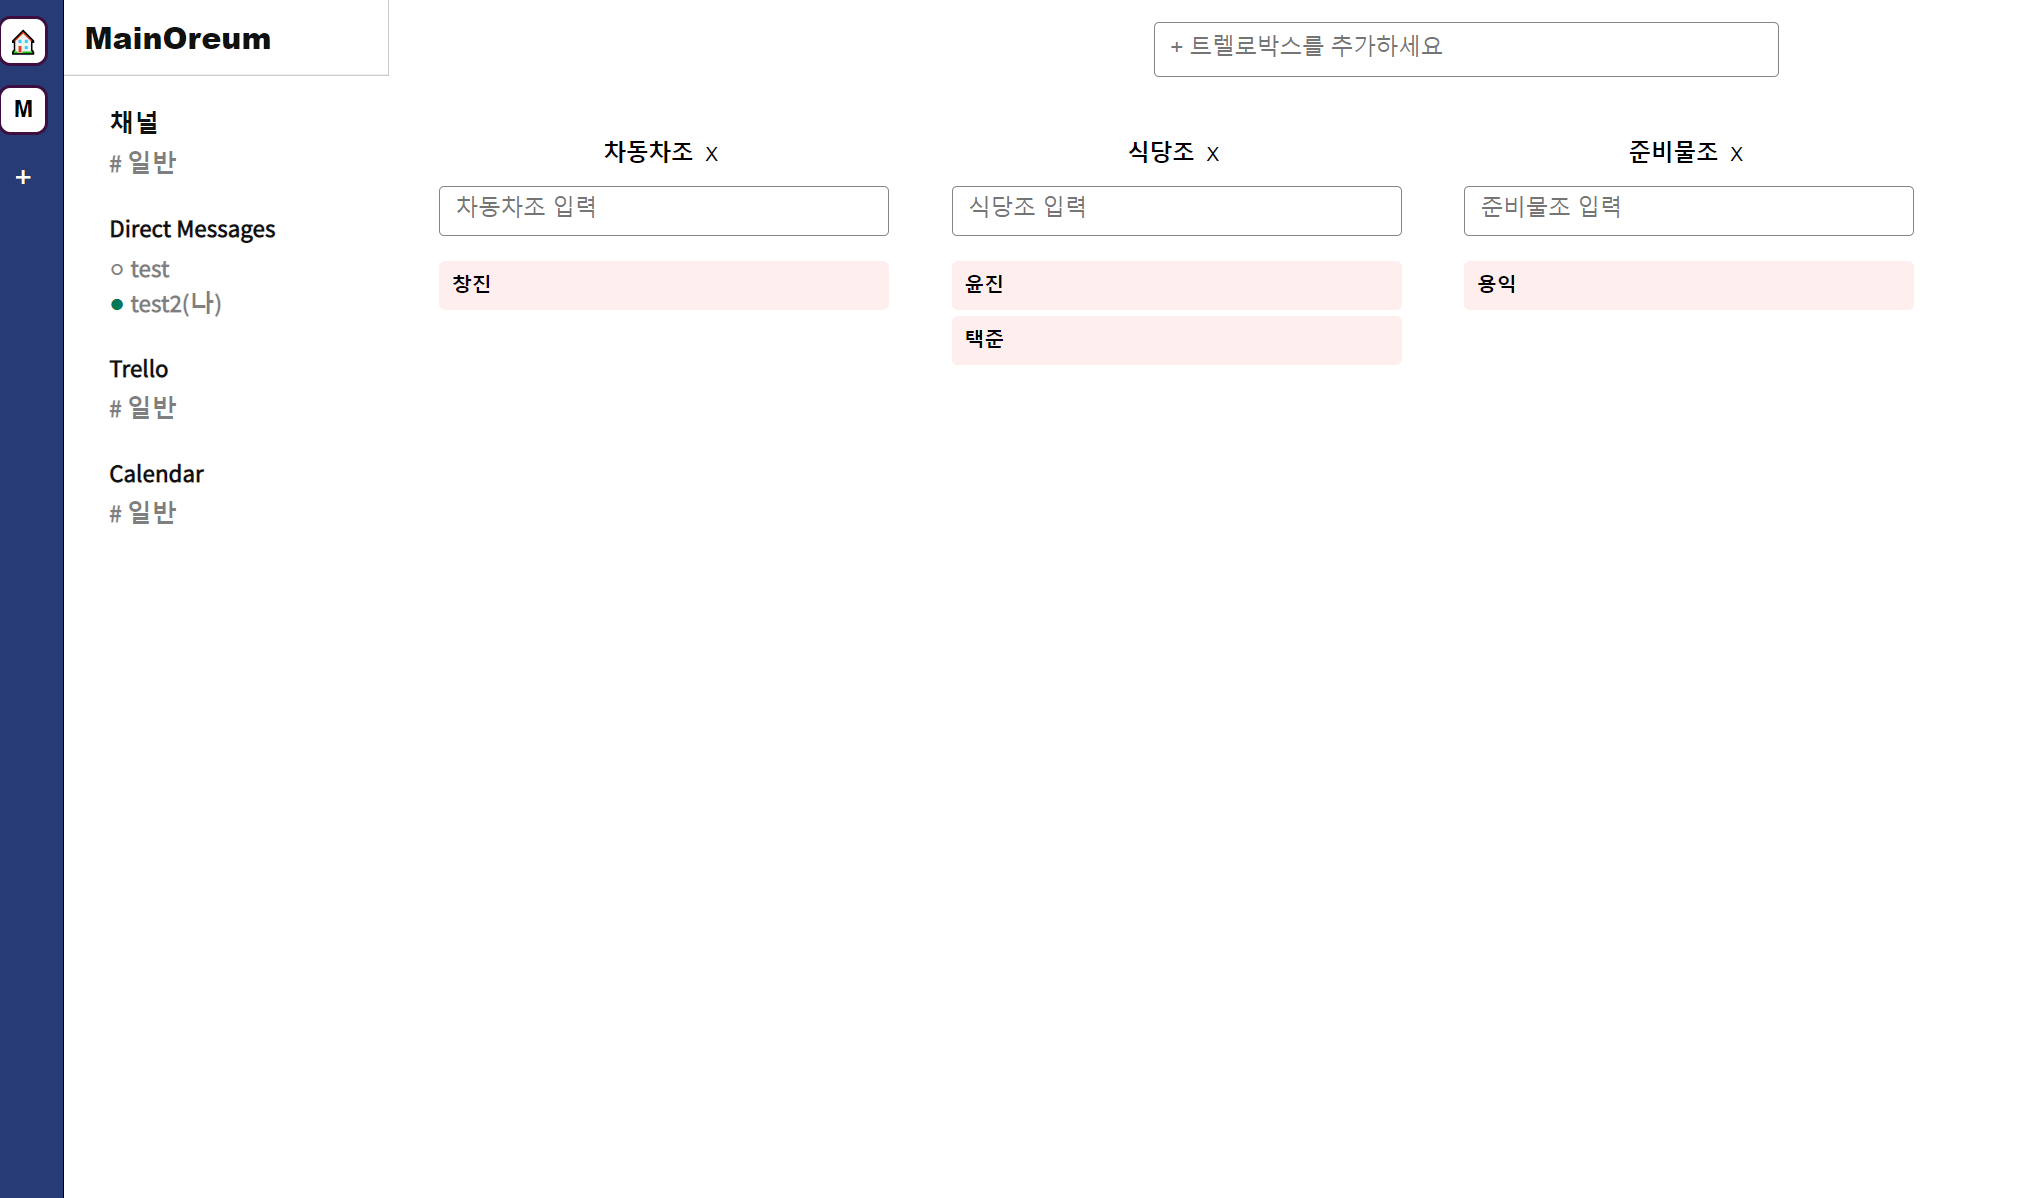 MainOreum
M
+
채널
# 일반
Direct Messages
test
test2(나)
Trello
# 일반
Calendar
# 일반
+ 트렐로박스를 추가하세요
차동차조 X
차동차조 입력
창진
식당조 X
식당조 입력
윤진
택준
준비물조 X
준비물조 입력
용익